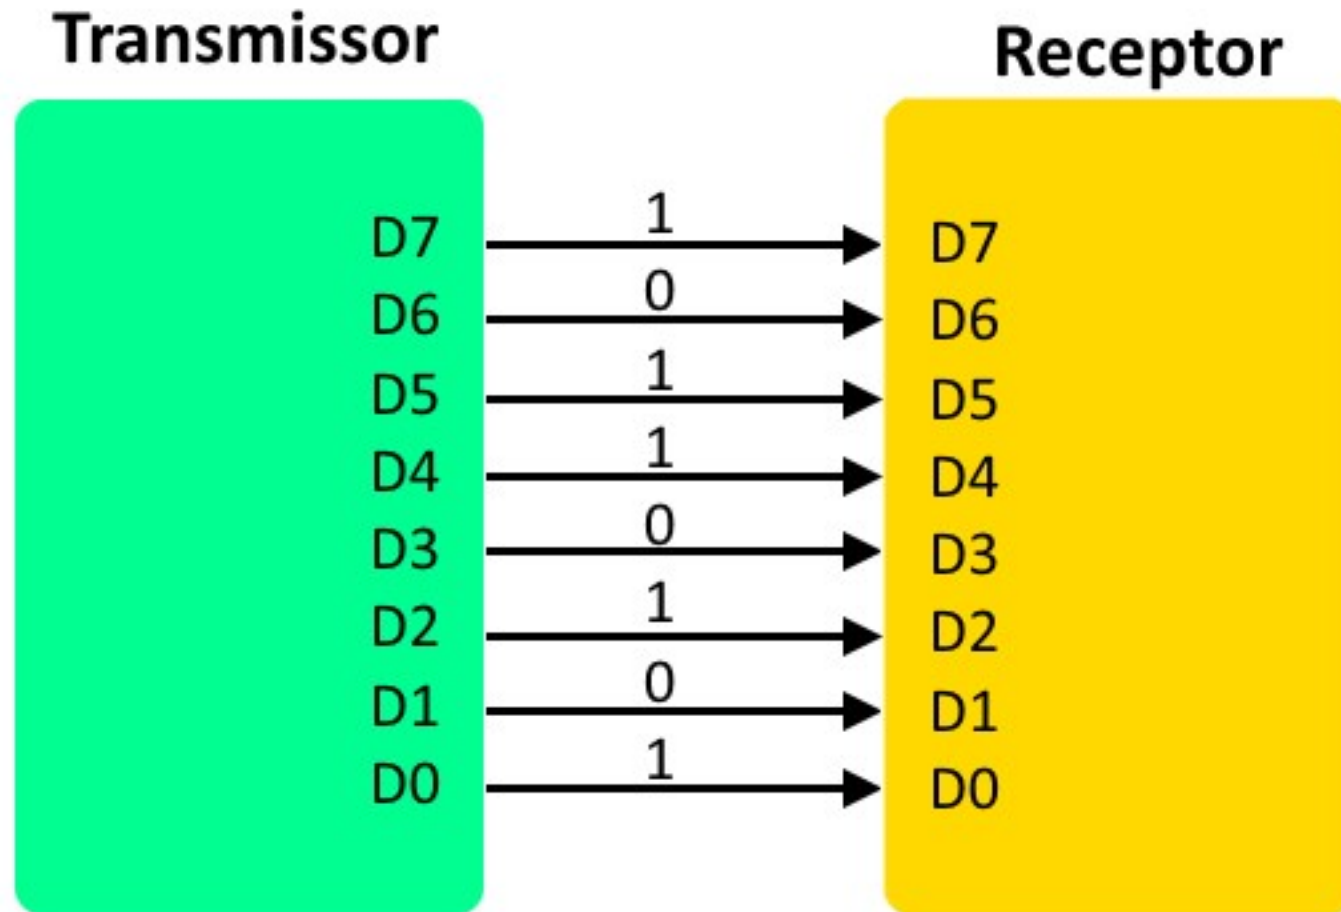 Transmissor Receptor
D7 1 D7
D6 0 D6
D5 1 D5
D4 1 D4
D3 0 D3
D2 1 D2
D1 0 D1
D0 1 D0